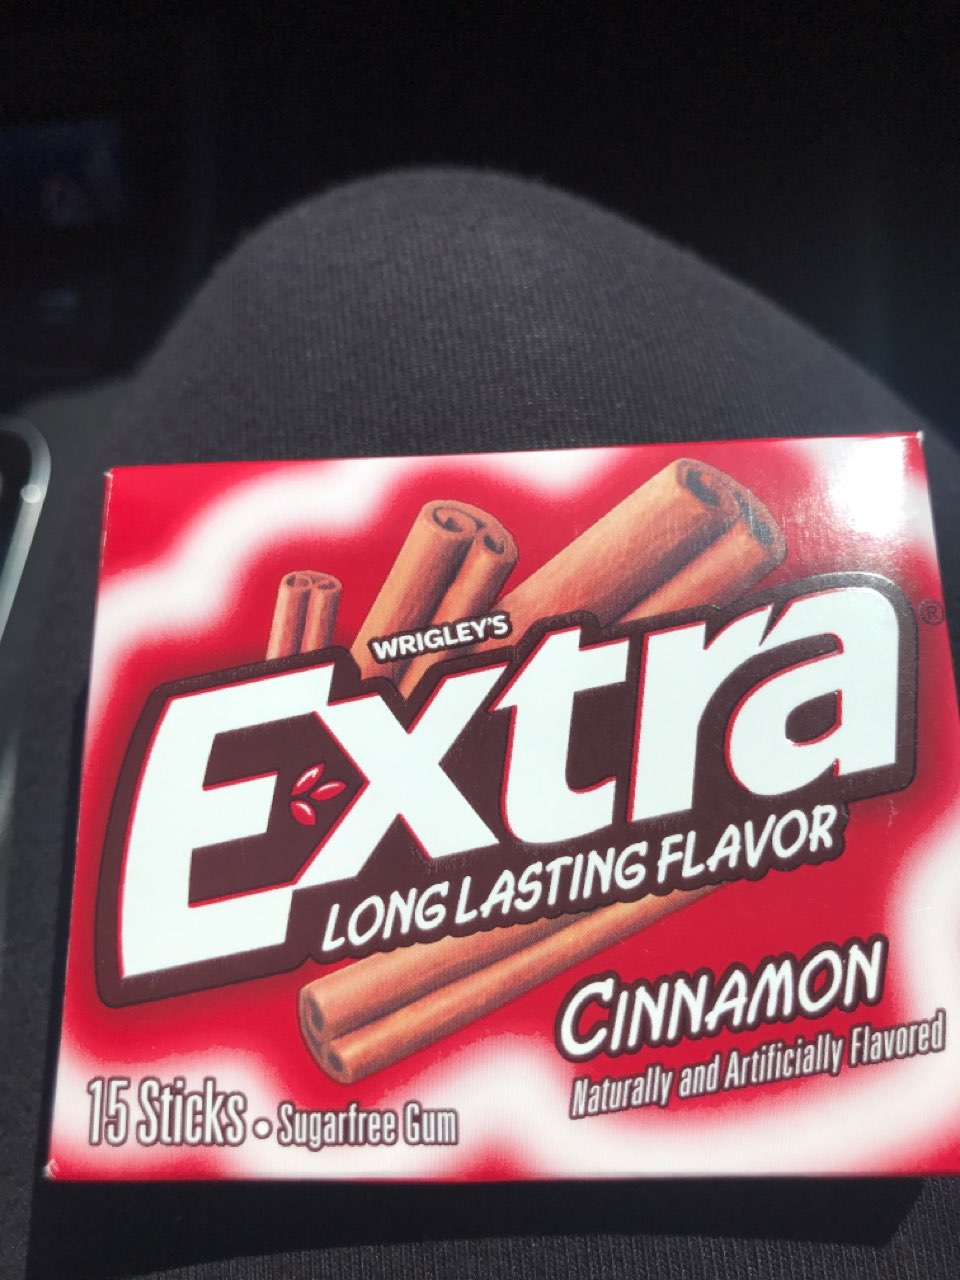 WRIGLEY'S
Extra®
LONG LASTING FLAVOR
CINNAMON
Naturally and Artificially Flavored
15 Sticks • Sugarfree Gum